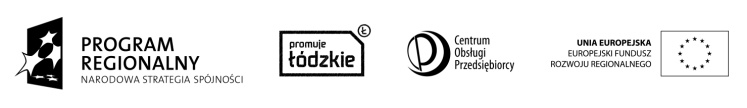 PROGRAM
REGIONALNY
NARODOWA STRATEGIA SPÓJNOŚCI
promuje
łódzkie
Ł
Centrum
Obsługi
Przedsiębiorcy
UNIA EUROPEJSKA
EUROPEJSKI FUNDUSZ
ROZWOJU REGIONALNEGO